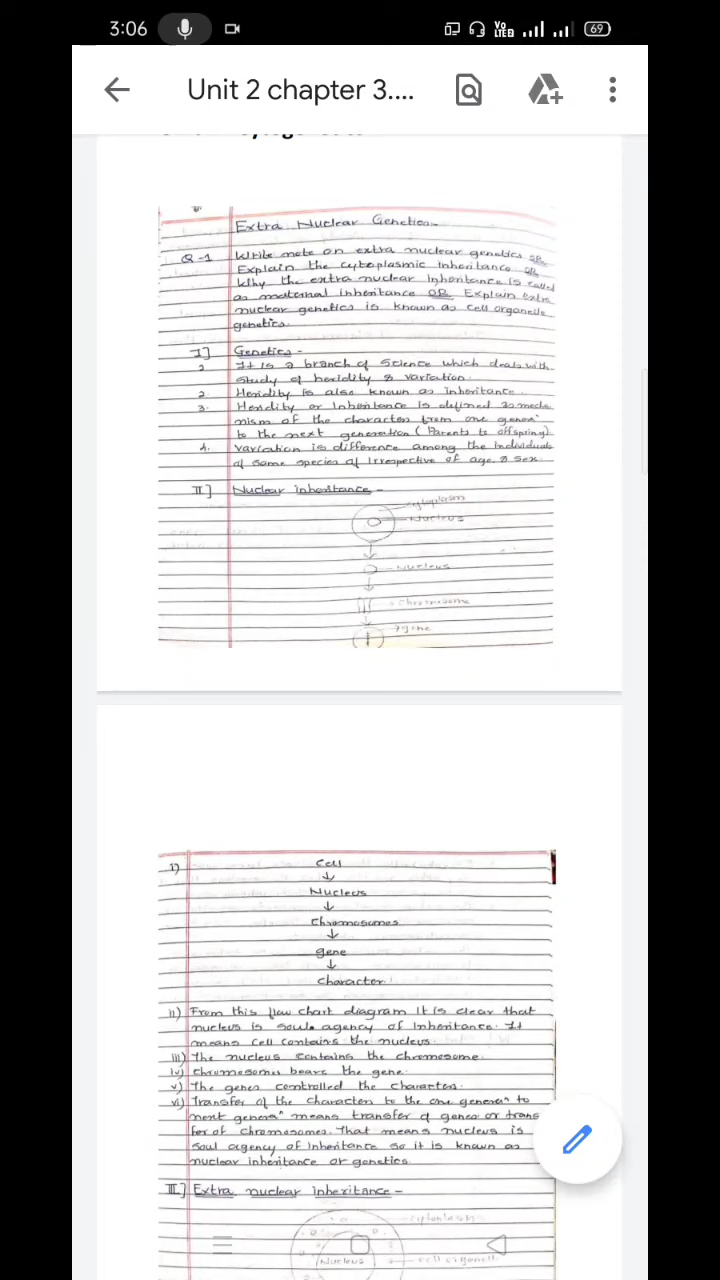 3:06
Vo
LTE2
69
Unit 2 chapter 3....
Extra Nuclear Genetics-
Q-1 Write note on extra nuclear genetics OR
Explain the cytoplasmic inheritance OR
Why the extra nuclear Inheritance is called
as maternal inheritance OR Explain extra
nuclear genetics is known as cell organelle
genetics.
I] Genetics -
It is a branch of Science which deals with
study of heridity & variation.
2. Heridity is also known as inheritance.
3. Heridity or Inheritance is defined as mecha
nism of the character from one genera"
to the next generation (Parents to offspring)
4. Variation is difference among the individuals
of same species of Irrespective of age & Sex.
II] Nuclear inheritance -
cytoplasm
Nucleus
Nucleus
chromosome
gene
I) Cell
Nucleus
Chromosomes
gene
Character
II) From this flow chart diagram It is clear that
nucleus is soule agency of Inheritance. It
means cell contains the nucleus.
III) The nucleus contains the chromosome.
IV) chromosomes bears the gene.
V) The genes controlled the character.
VI) Transfer of the character to the one genera" to
next genera" means transfer of genes or trans
fer of chromosomes. That means nucleus is
Soul agency of Inheritance so it is known as
nuclear inheritance or genetics.
III] Extra nuclear inheritance -
cytoplasm
Nucleus
cell organelle